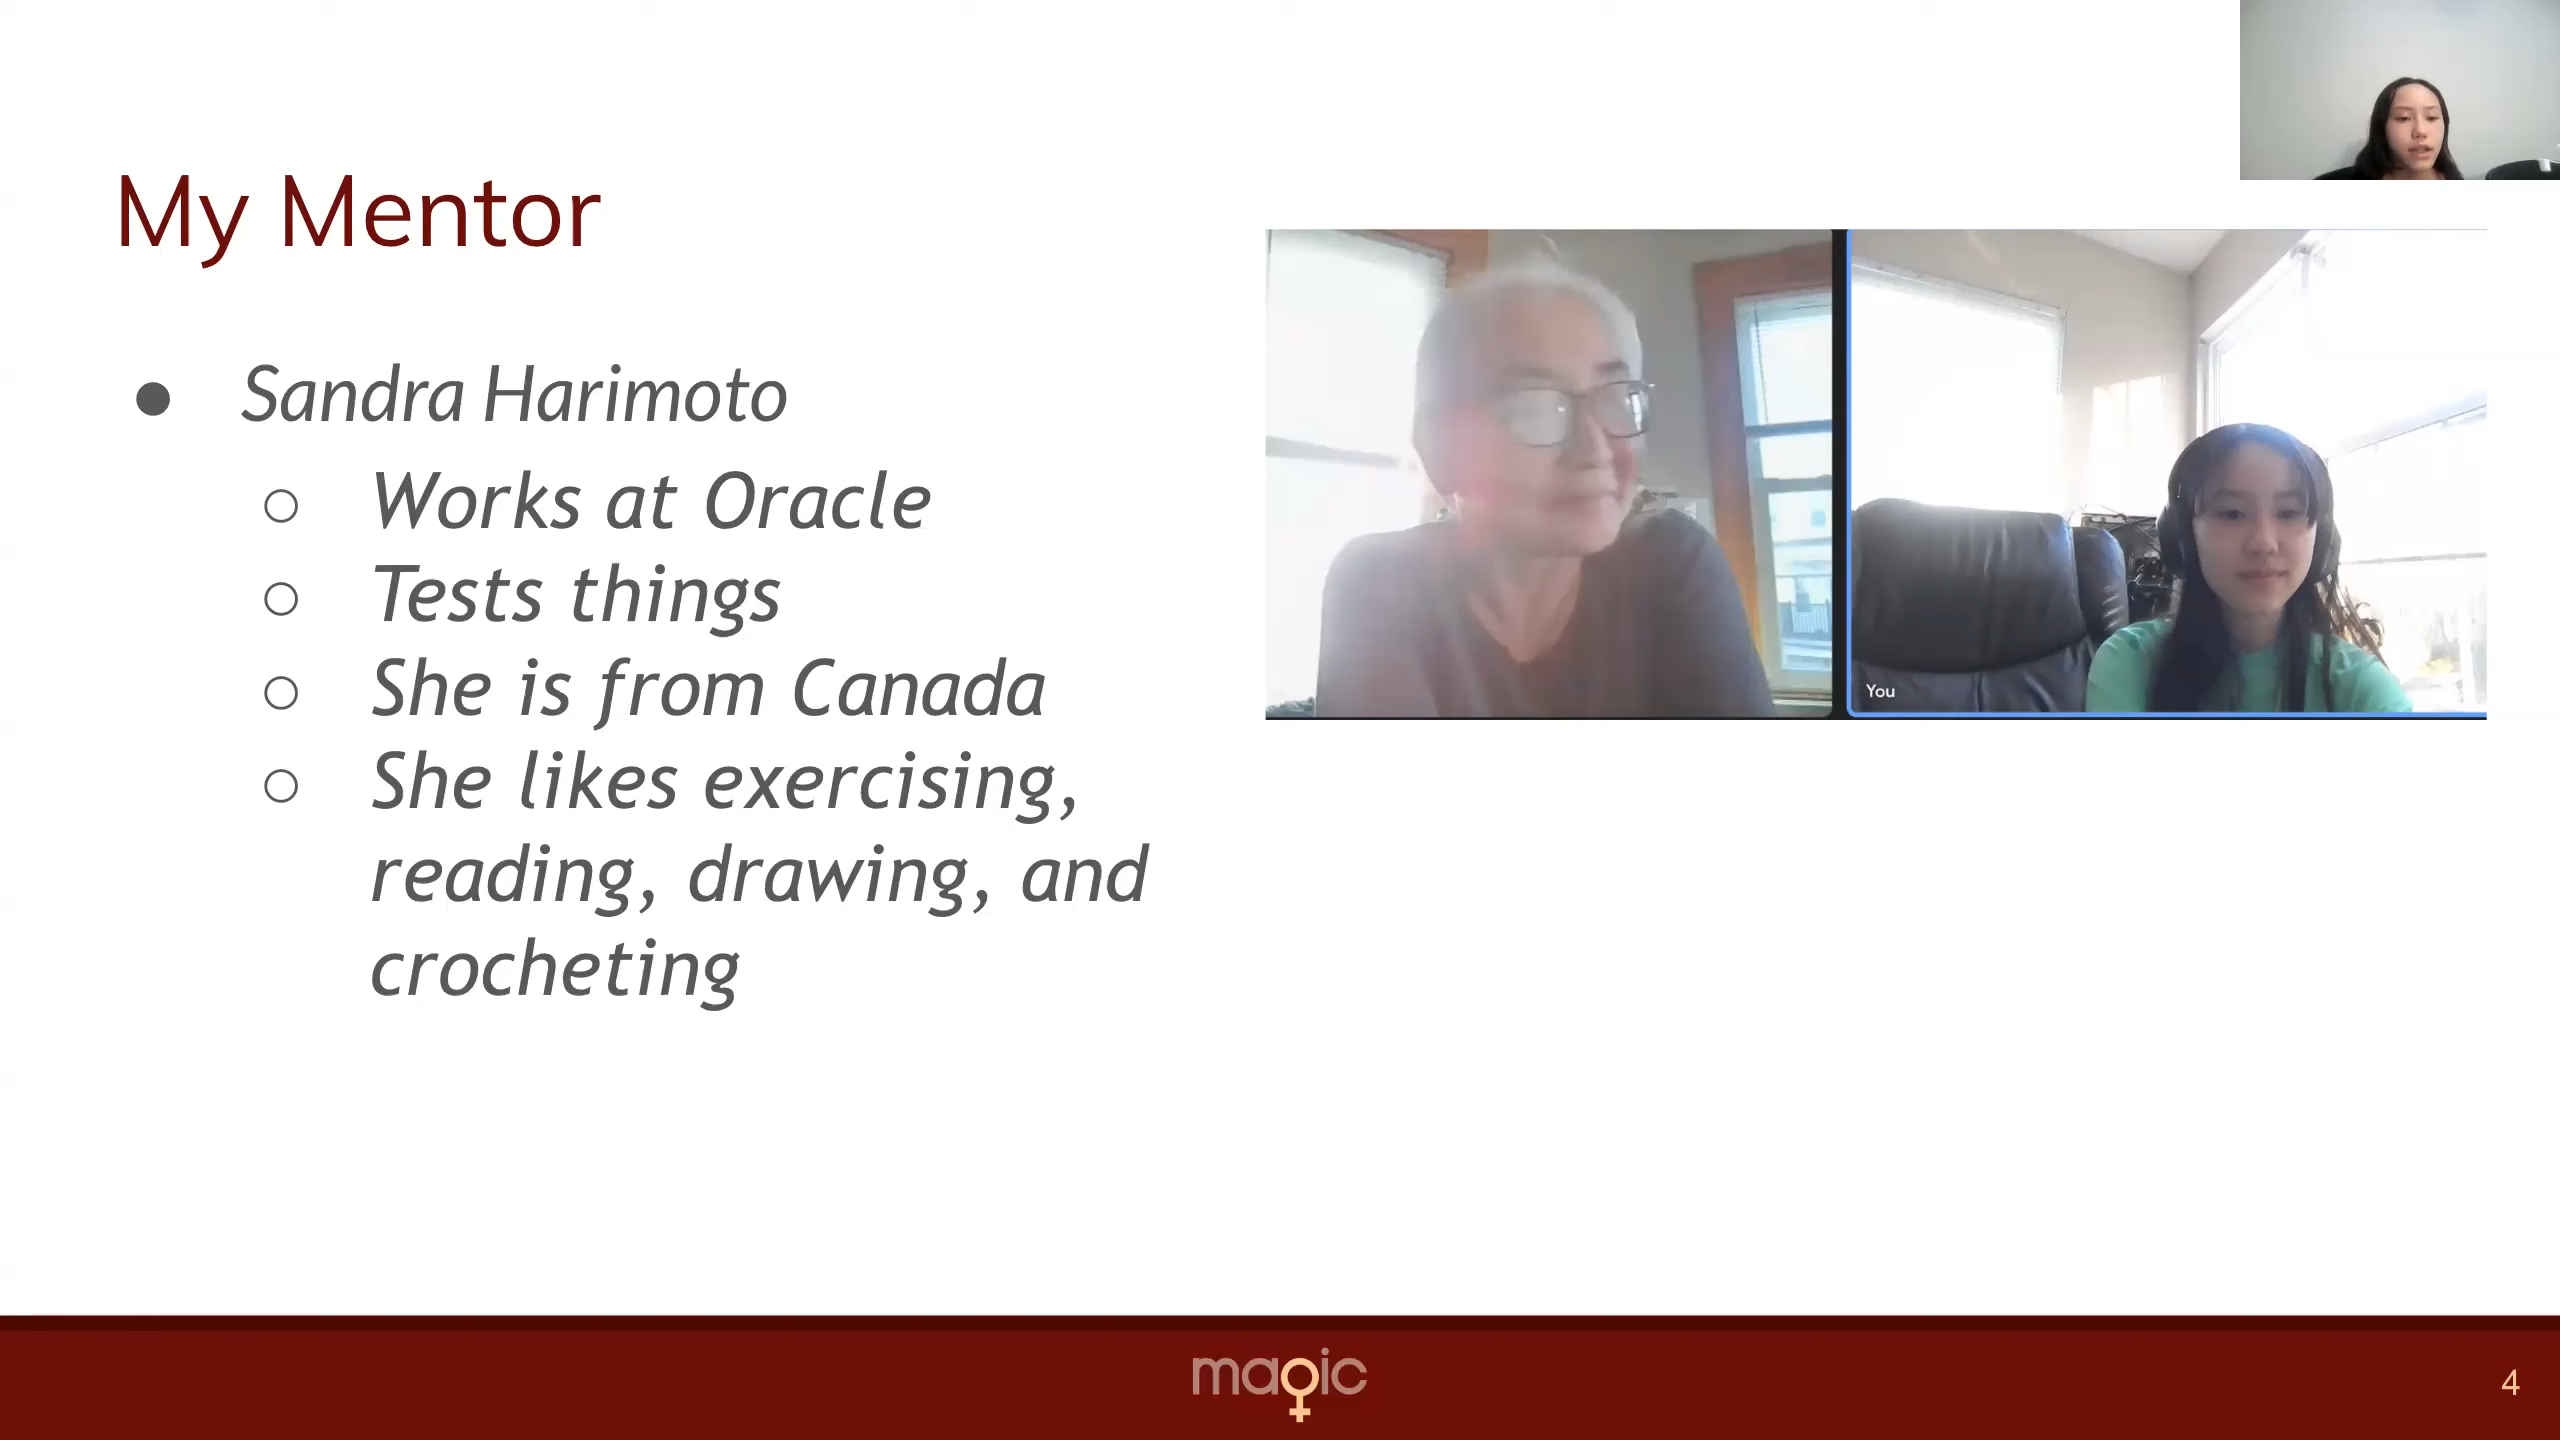 My Mentor
● Sandra Harimoto
○ Works at Oracle
○ Tests things
○ She is from Canada
○ She likes exercising,
reading, drawing, and
crocheting
You
magic
4